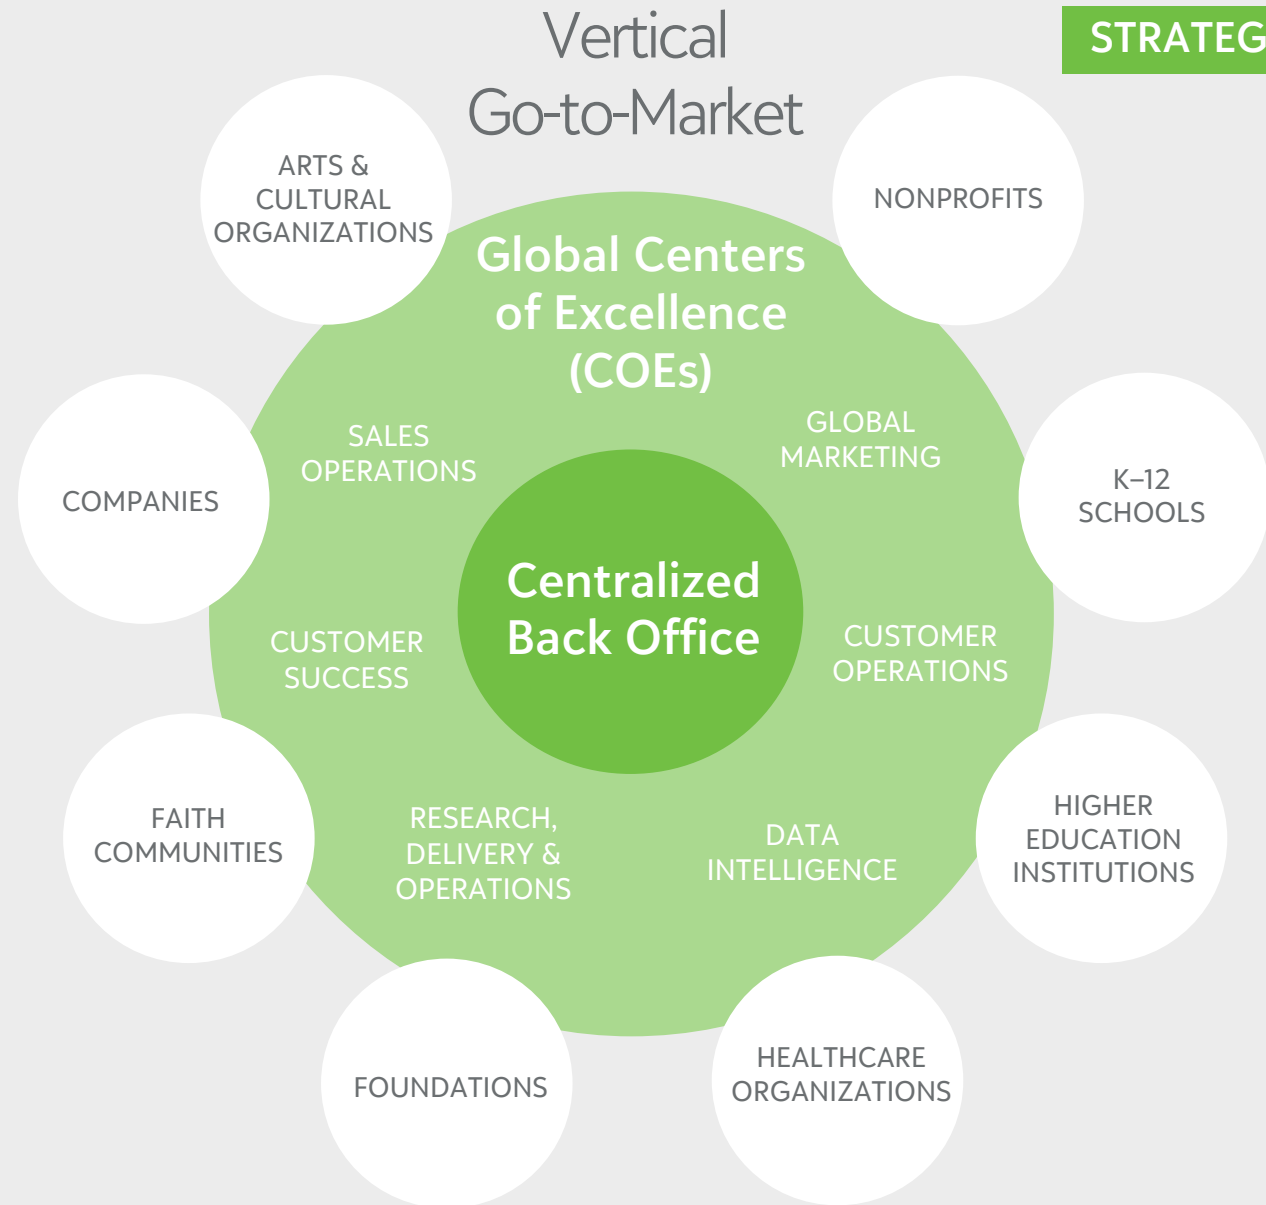 Vertical
Go-to-Market
STRATEG
ARTS &
CULTURAL
ORGANIZATIONS
NONPROFITS
Global Centers
of Excellence
(COEs)
SALES
OPERATIONS
GLOBAL
MARKETING
COMPANIES
K–12
SCHOOLS
Centralized
Back Office
CUSTOMER
SUCCESS
CUSTOMER
OPERATIONS
FAITH
COMMUNITIES
RESEARCH,
DELIVERY &
OPERATIONS
DATA
INTELLIGENCE
HIGHER
EDUCATION
INSTITUTIONS
FOUNDATIONS
HEALTHCARE
ORGANIZATIONS